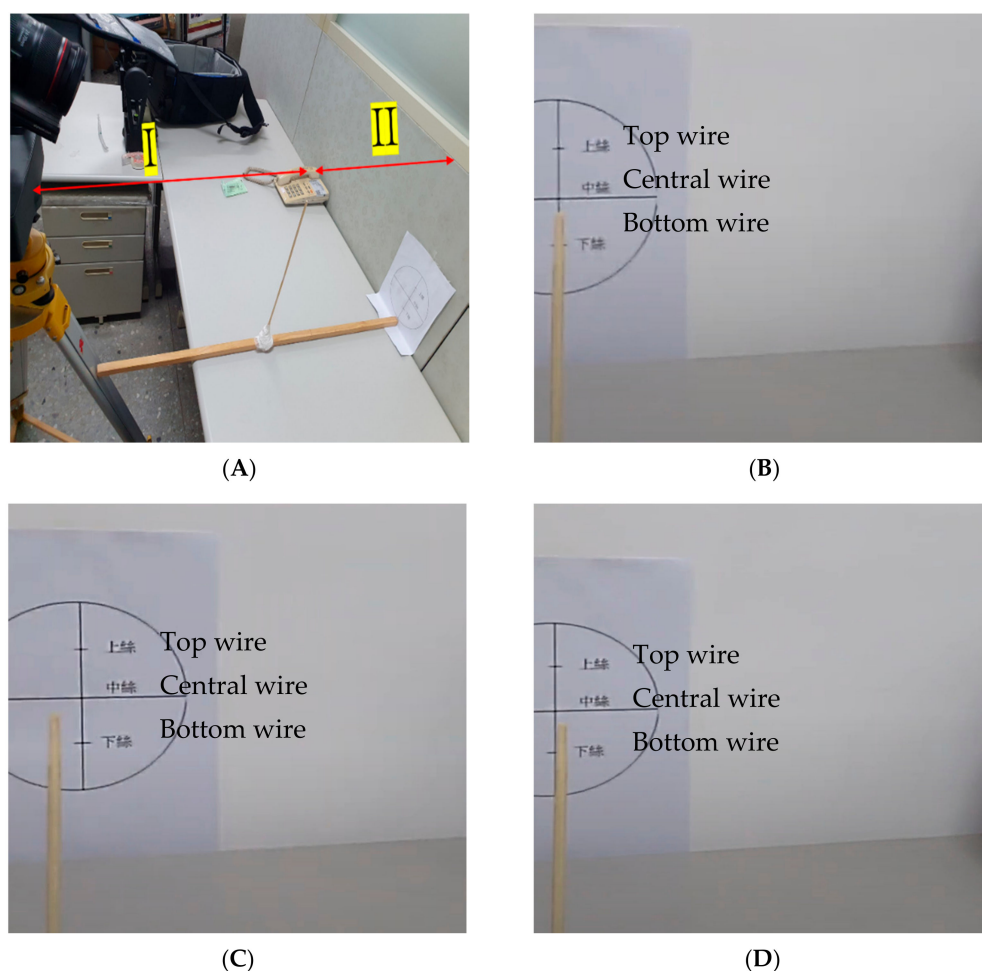 I
II
上絲 Top wire
中絲 Central wire
下絲 Bottom wire
(A)
(B)
上絲 Top wire
中絲 Central wire
下絲 Bottom wire
上絲 Top wire
中絲 Central wire
下絲 Bottom wire
(C)
(D)